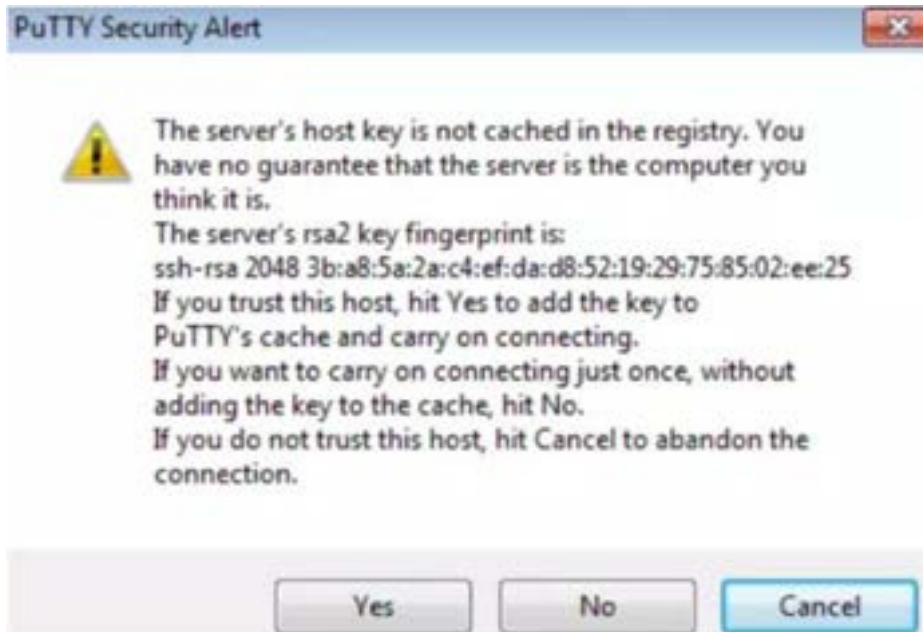 PuTTY Security Alert
The server's host key is not cached in the registry. You
have no guarantee that the server is the computer you
think it is.
The server's rsa2 key fingerprint is:
ssh-rsa 2048 3b:a8:5a:2a:c4:ef:da:d8:52:19:29:75:85:02:ee:25
If you trust this host, hit Yes to add the key to
PuTTY's cache and carry on connecting.
If you want to carry on connecting just once, without
adding the key to the cache, hit No.
If you do not trust this host, hit Cancel to abandon the
connection.
Yes No Cancel